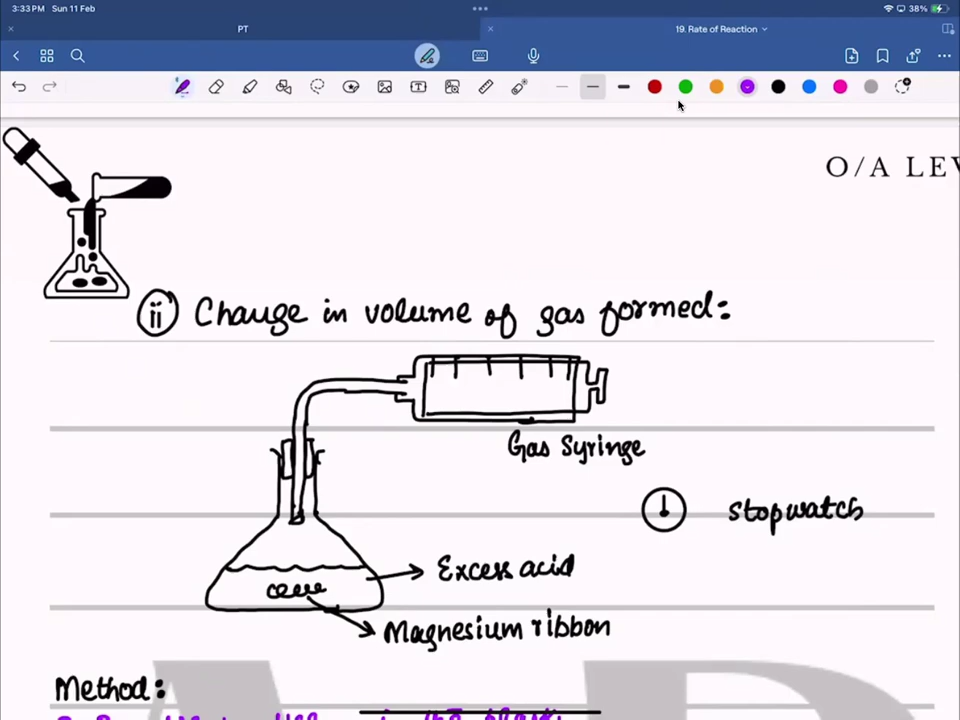 3:33 PM Sun 11 Feb
38%
PT
19. Rate of Reaction
O/A LEV
ii Change in volume of gas formed:
Gas Syringe
stopwatch
Excess acid
Magnesium ribbon
Method: